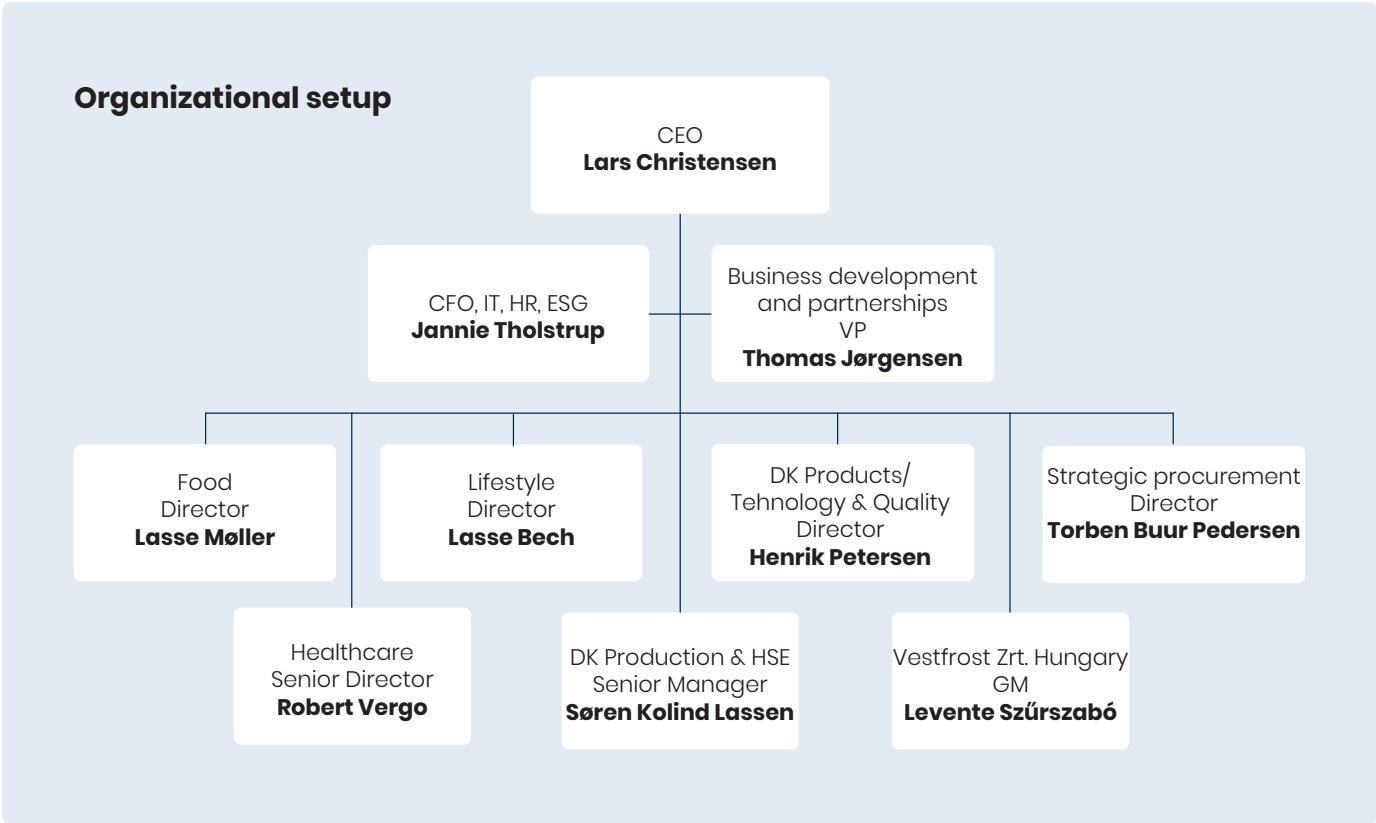 Organizational setup
CEO
Lars Christensen
CFO, IT, HR, ESG
Jannie Tholstrup
Business development
and partnerships
VP
Thomas Jørgensen
Food
Director
Lasse Møller
Lifestyle
Director
Lasse Bech
DK Products/
Tehnology & Quality
Director
Henrik Petersen
Strategic procurement
Director
Torben Buur Pedersen
Healthcare
Senior Director
Robert Vergo
DK Production & HSE
Senior Manager
Søren Kolind Lassen
Vestfrost Zrt. Hungary
GM
Levente Szűrszabó